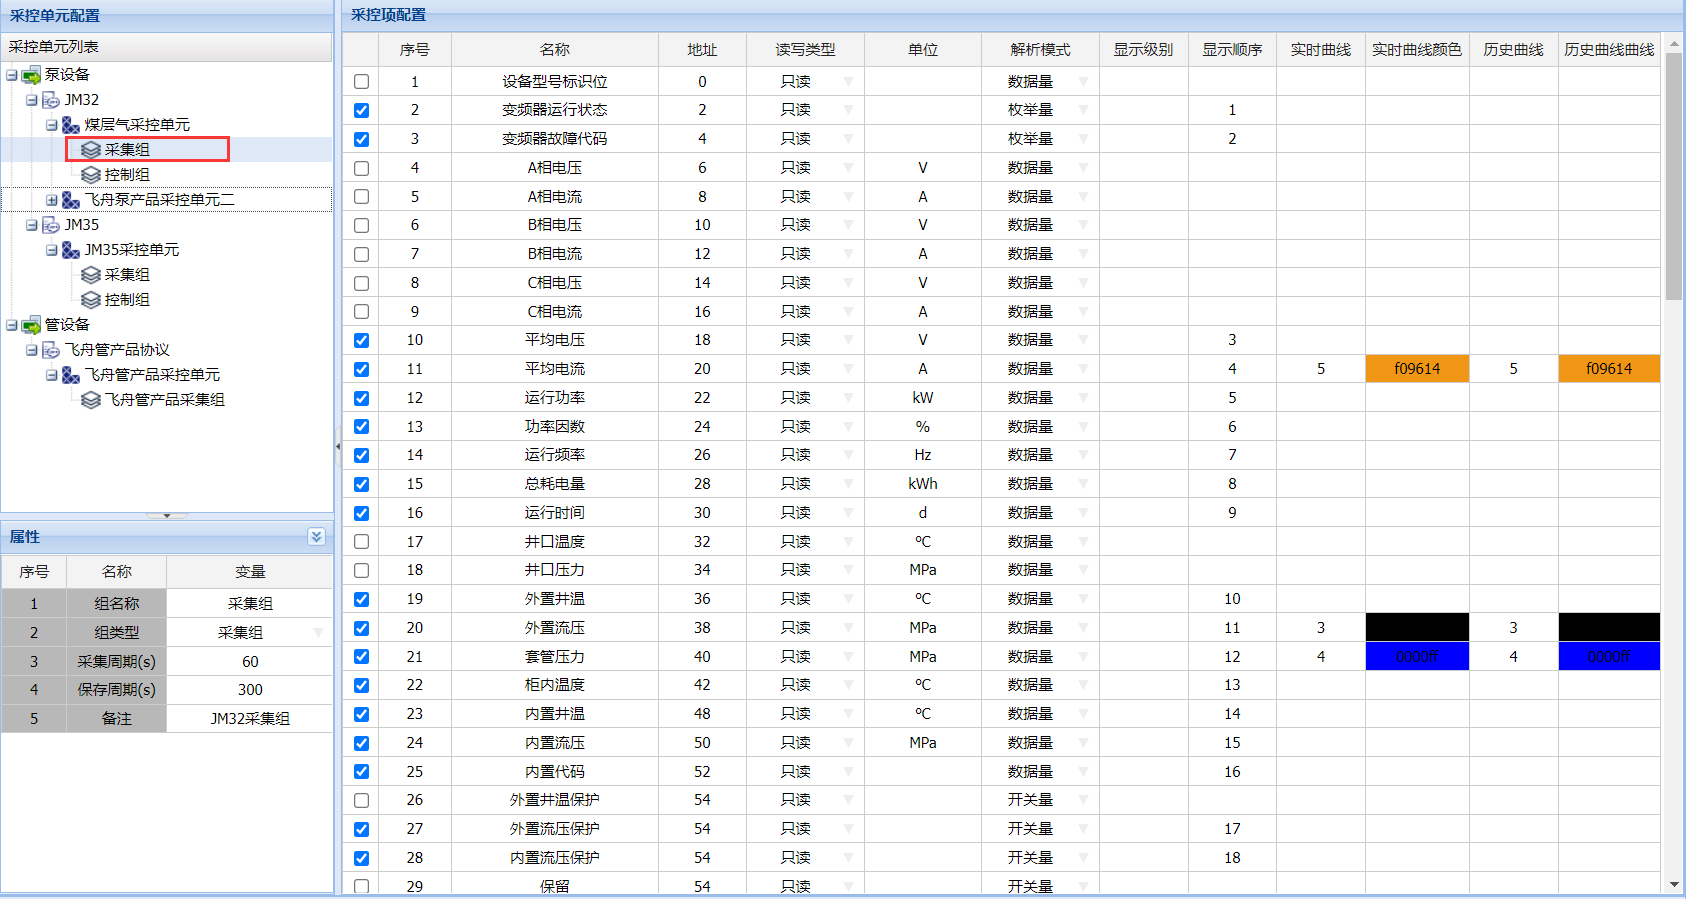 采控单元配置
采控单元列表
泵设备
JM32
煤层气采控单元
采集组
控制组
飞舟泵产品采控单元二
JM35
JM35采控单元
采集组
控制组
管设备
飞舟管产品协议
飞舟管产品采控单元
飞舟管产品采集组
属性
序号 名称 变量
1 组名称 采集组
2 组类型 采集组
3 采集周期(s) 60
4 保存周期(s) 300
5 备注 JM32采集组
采控项配置
序号 名称 地址 读写类型 单位 解析模式 显示级别 显示顺序 实时曲线 实时曲线颜色 历史曲线 历史曲线曲线
1 设备型号标识位 0 只读 数据量
2 变频器运行状态 2 只读 枚举量 1
3 变频器故障代码 4 只读 枚举量 2
4 A相电压 6 只读 V 数据量
5 A相电流 8 只读 A 数据量
6 B相电压 10 只读 V 数据量
7 B相电流 12 只读 A 数据量
8 C相电压 14 只读 V 数据量
9 C相电流 16 只读 A 数据量
10 平均电压 18 只读 V 数据量 3
11 平均电流 20 只读 A 数据量 4 5 f09614 5 f09614
12 运行功率 22 只读 kW 数据量 5
13 功率因数 24 只读 % 数据量 6
14 运行频率 26 只读 Hz 数据量 7
15 总耗电量 28 只读 kWh 数据量 8
16 运行时间 30 只读 d 数据量 9
17 井口温度 32 只读 ℃ 数据量
18 井口压力 34 只读 MPa 数据量
19 外置井温 36 只读 ℃ 数据量 10
20 外置流压 38 只读 MPa 数据量 11 3 3
21 套管压力 40 只读 MPa 数据量 12 4 0000ff 4 0000ff
22 柜内温度 42 只读 ℃ 数据量 13
23 内置井温 48 只读 ℃ 数据量 14
24 内置流压 50 只读 MPa 数据量 15
25 内置代码 52 只读 数据量 16
26 外置井温保护 54 只读 开关量
27 外置流压保护 54 只读 开关量 17
28 内置流压保护 54 只读 开关量 18
29 保留 54 只读 开关量